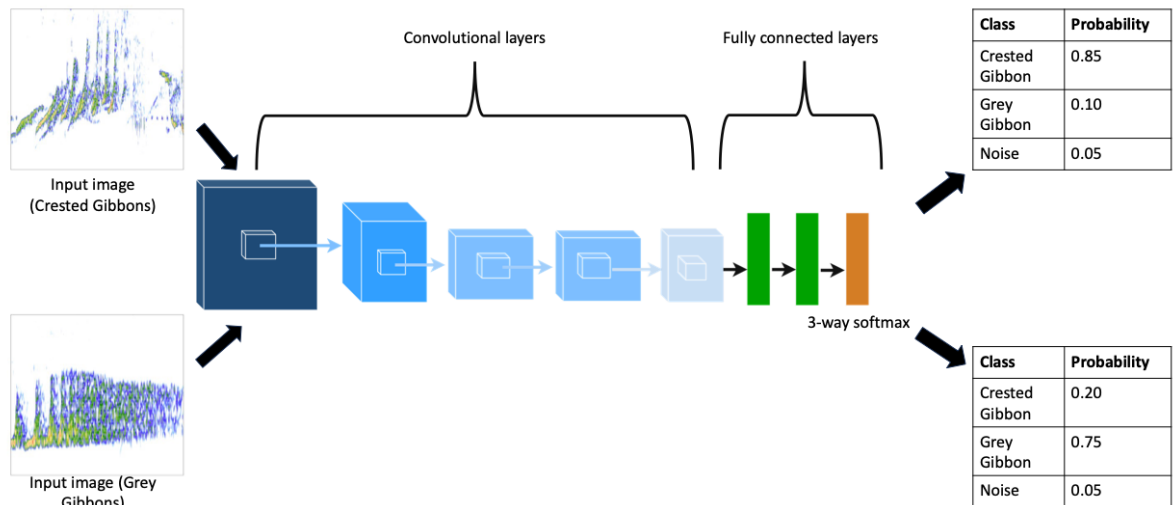 Convolutional layers
Fully connected layers
Input image
(Crested Gibbons)
Input image (Grey
Gibbons)
3-way softmax
Class Probability
Crested 0.85
Gibbon
Grey 0.10
Gibbon
Noise 0.05
Class Probability
Crested 0.20
Gibbon
Grey 0.75
Gibbon
Noise 0.05